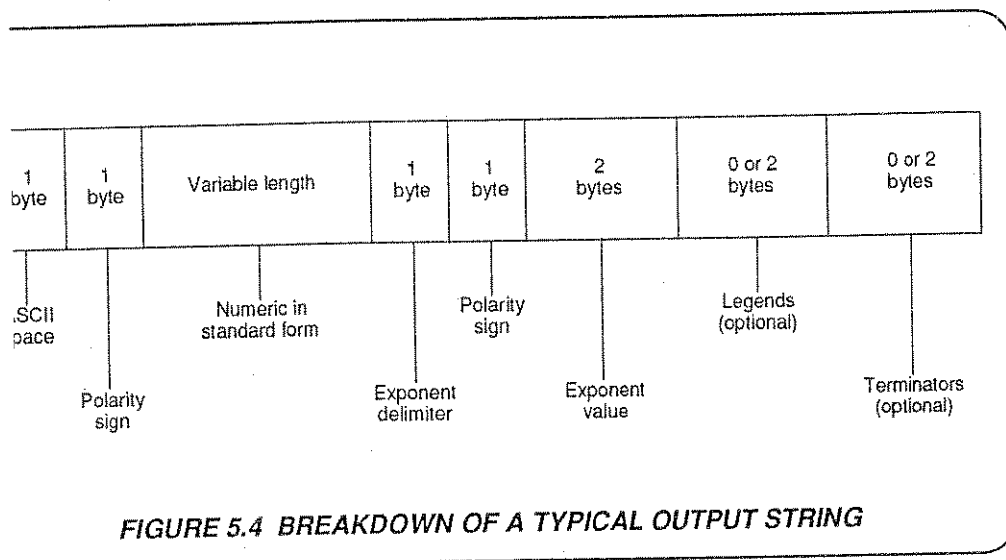 1
byte
1
byte
Variable length
1
byte
1
byte
2
bytes
0 or 2
bytes
0 or 2
bytes
SCII
pace
Polarity
sign
Numeric in
standard form
Exponent
delimiter
Polarity
sign
Exponent
value
Legends
(optional)
Terminators
(optional)
FIGURE 5.4 BREAKDOWN OF A TYPICAL OUTPUT STRING